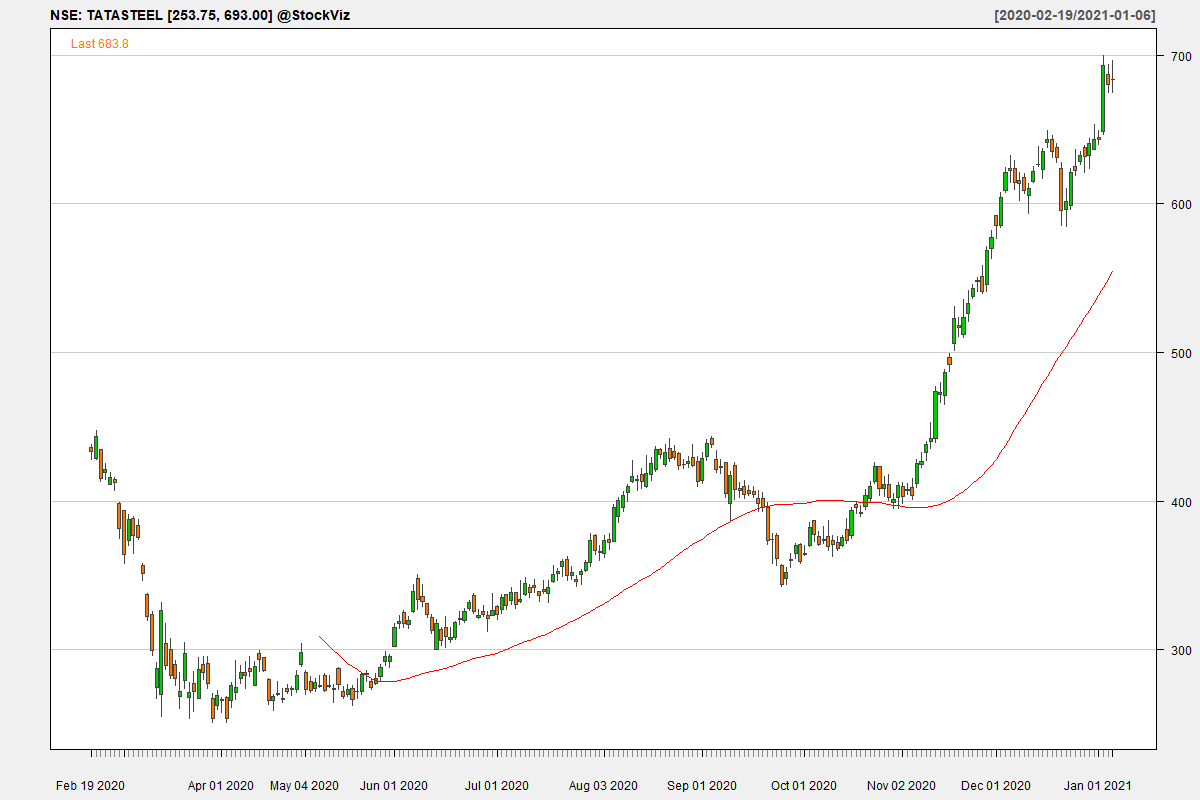 NSE: TATASTEEL [253.75, 693.00] @StockViz [2020-02-19/2021-01-06]
Last 683.8
700
600
500
400
300
Feb 19 2020 Apr 01 2020 May 04 2020 Jun 01 2020 Jul 01 2020 Aug 03 2020 Sep 01 2020 Oct 01 2020 Nov 02 2020 Dec 01 2020 Jan 01 2021